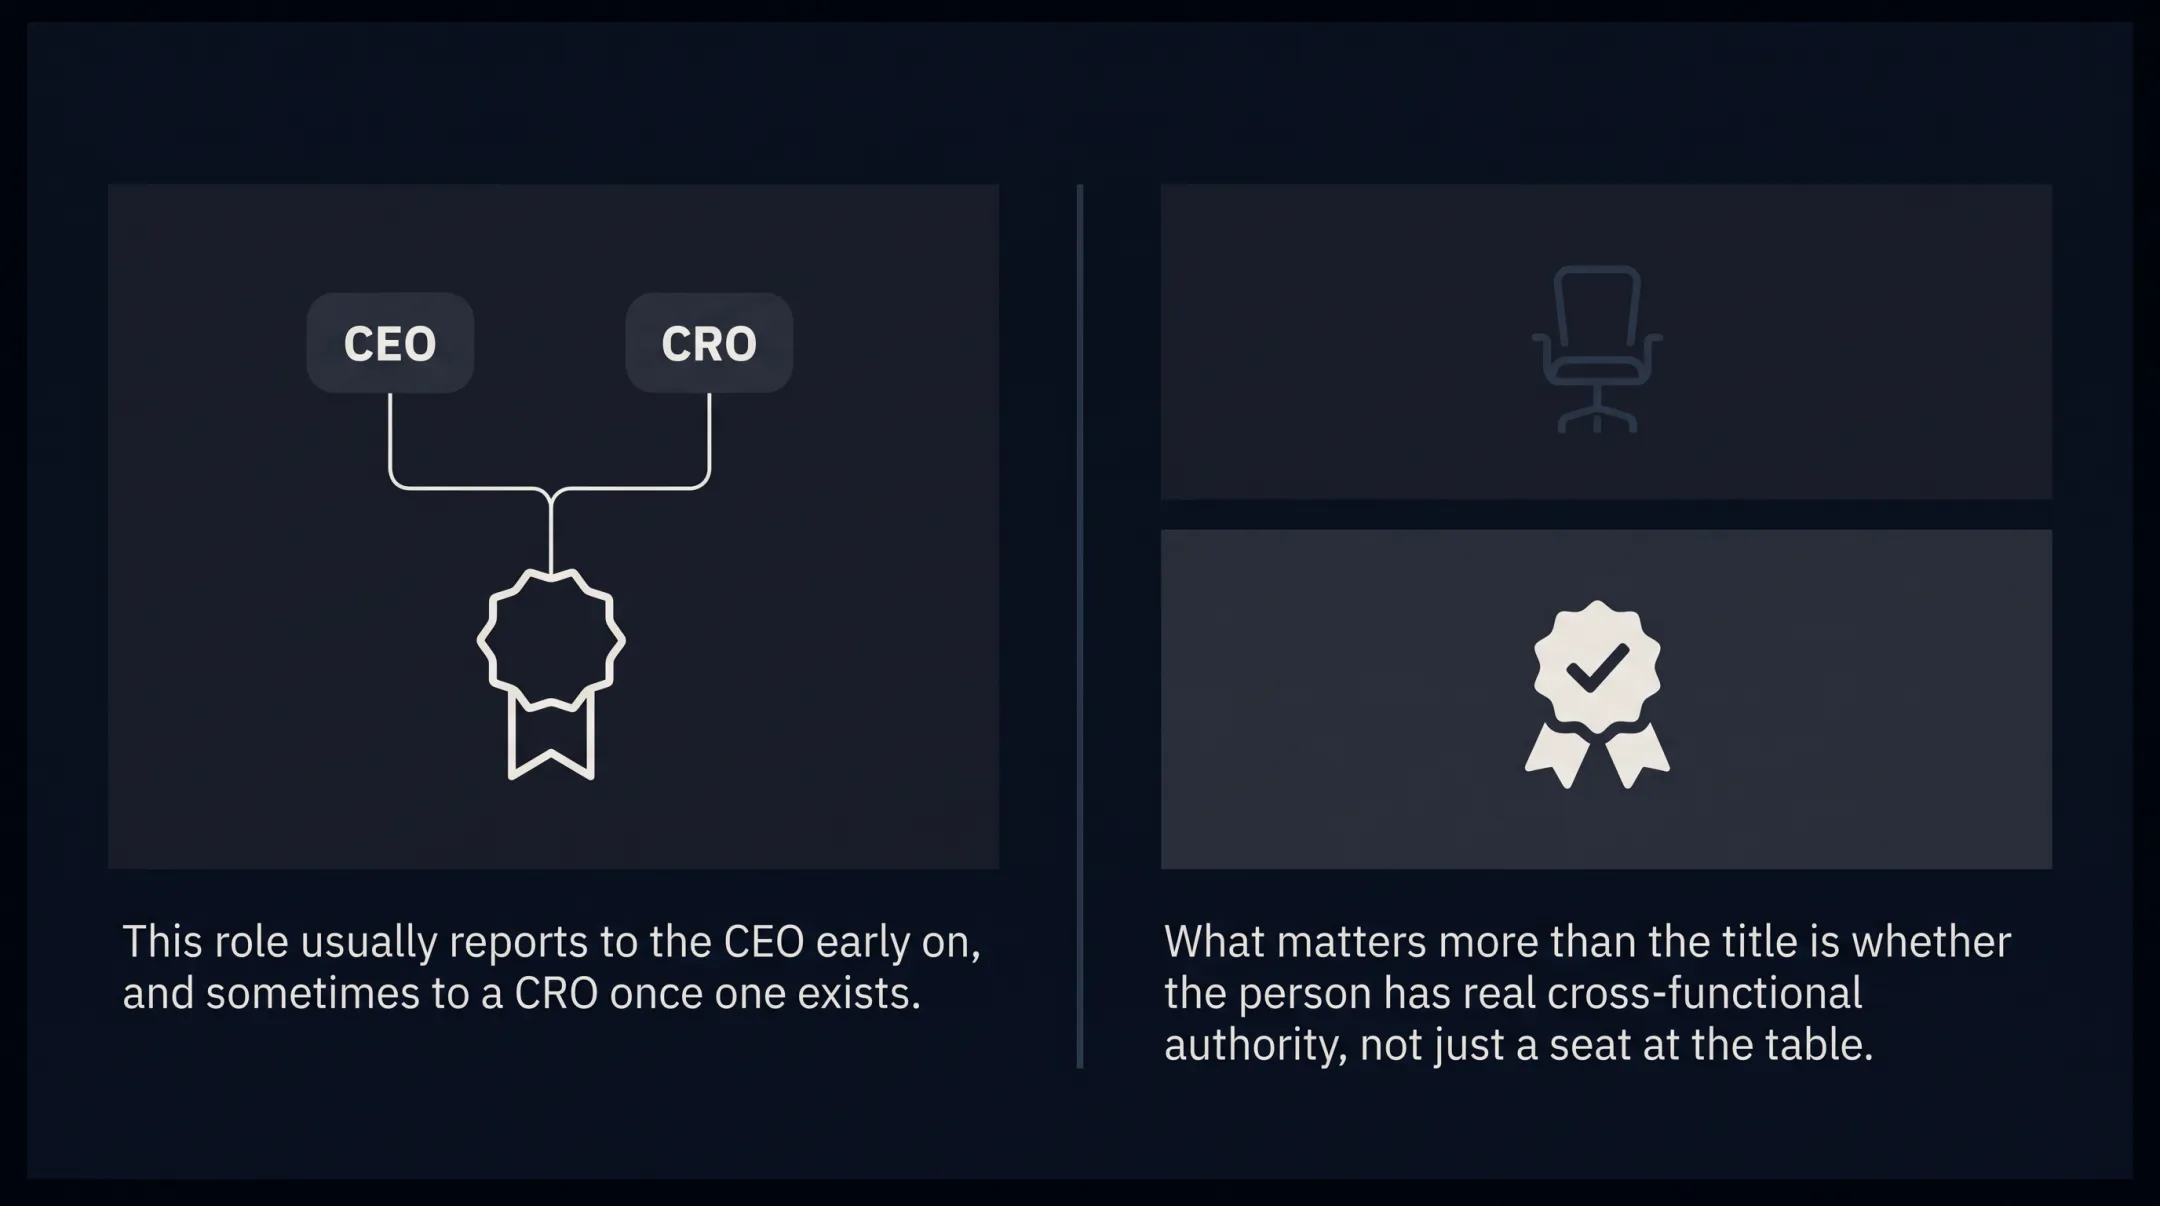 CEO
CRO
This role usually reports to the CEO early on,
and sometimes to a CRO once one exists.
What matters more than the title is whether
the person has real cross-functional
authority, not just a seat at the table.